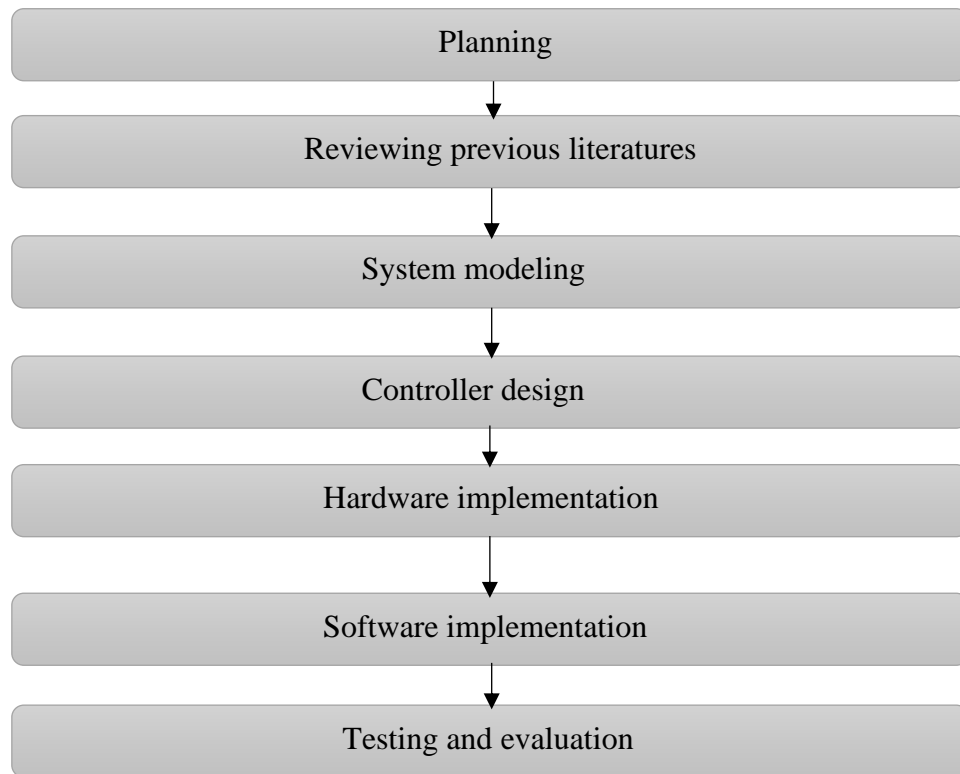 Planning
Reviewing previous literatures
System modeling
Controller design
Hardware implementation
Software implementation
Testing and evaluation